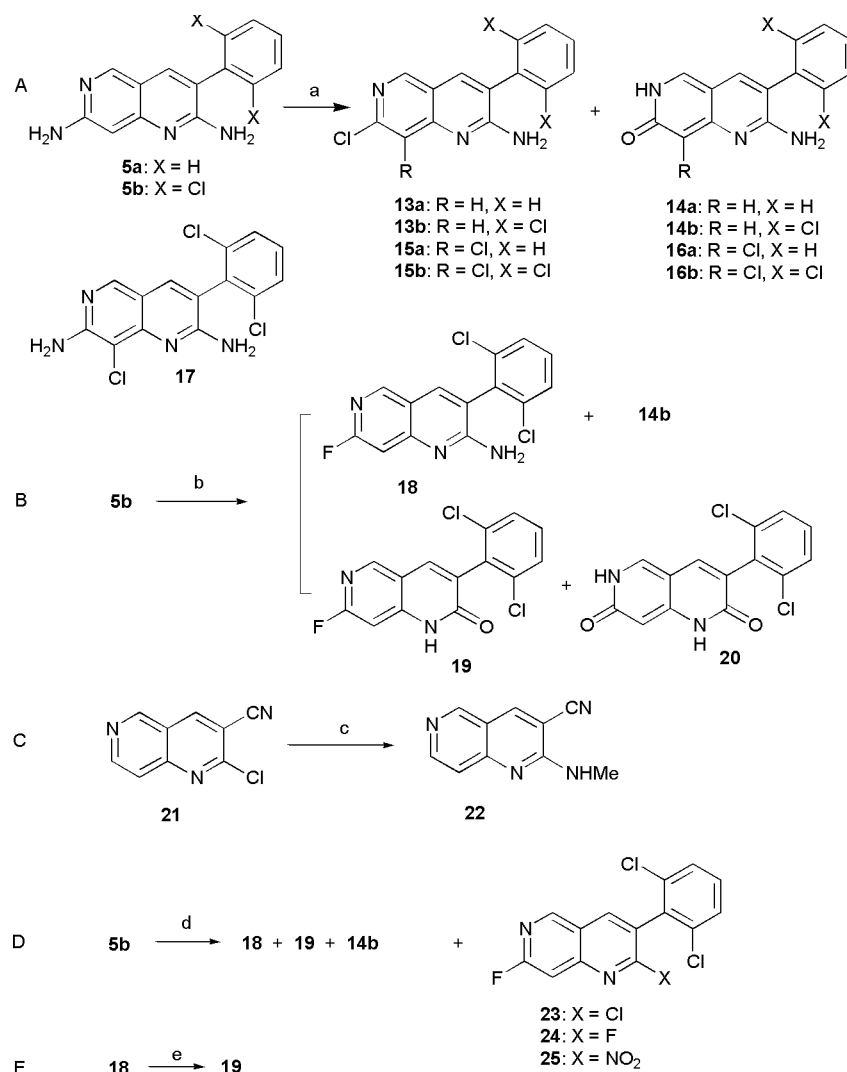 A
X
N
H₂N
N
NH₂
X
5a: X = H
5b: X = Cl
a
X
N
Cl
R
N
NH₂
X
13a: R = H, X = H
13b: R = H, X = Cl
15a: R = Cl, X = H
15b: R = Cl, X = Cl
+
X
HN
O
R
N
NH₂
X
14a: R = H, X = H
14b: R = H, X = Cl
16a: R = Cl, X = H
16b: R = Cl, X = Cl
Cl
N
H₂N
Cl
N
NH₂
Cl
17
B
5b
b
Cl
N
F
N
NH₂
Cl
18
+ 14b
Cl
N
F
N
H
O
Cl
19
+
Cl
HN
O
N
H
O
Cl
20
C
N
CN
N
Cl
21
c
N
CN
N
NHMe
22
D
5b
d
18 + 19 + 14b
+
Cl
N
F
N
X
Cl
23: X = Cl
24: X = F
25: X = NO₂
E
18
e
19